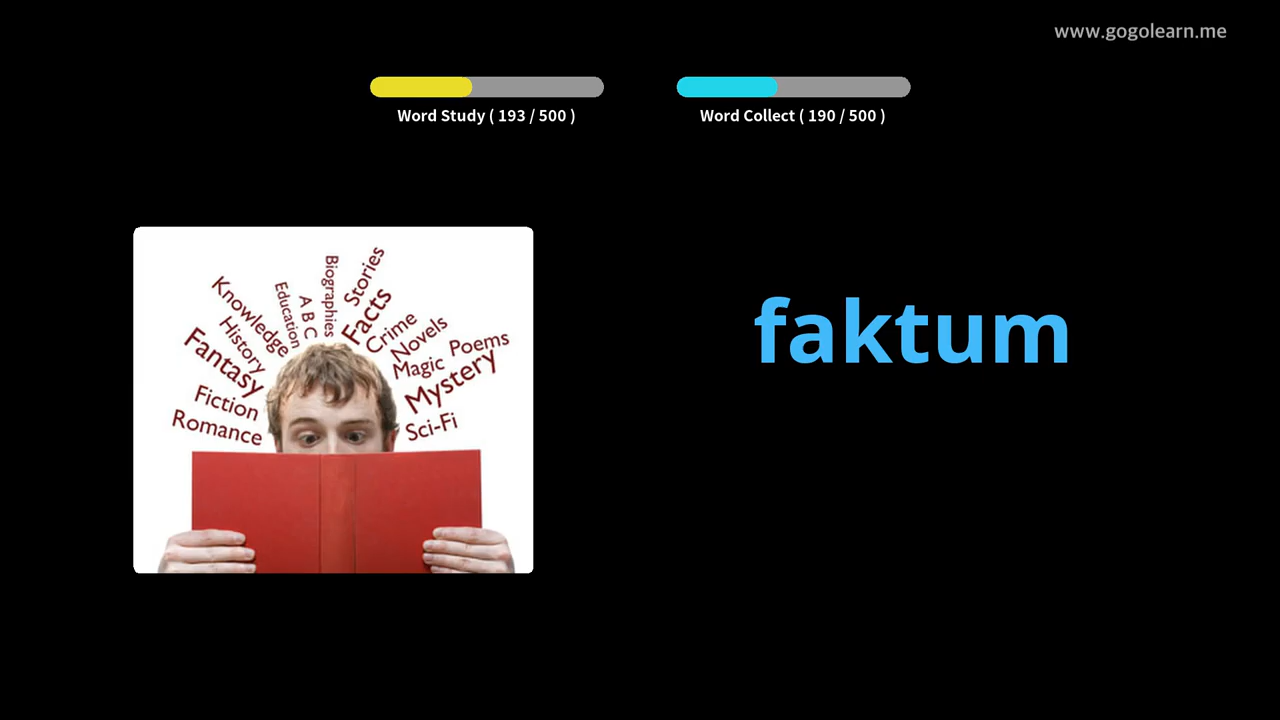 www.gogolearn.me
Word Study ( 193 / 500 )
Word Collect ( 190 / 500 )
faktum
Romance
Fiction
Fantasy
History
Knowledge
Education
A B C
Biographies
Stories
Facts
Crime
Novels
Magic
Poems
Mystery
Sci-Fi